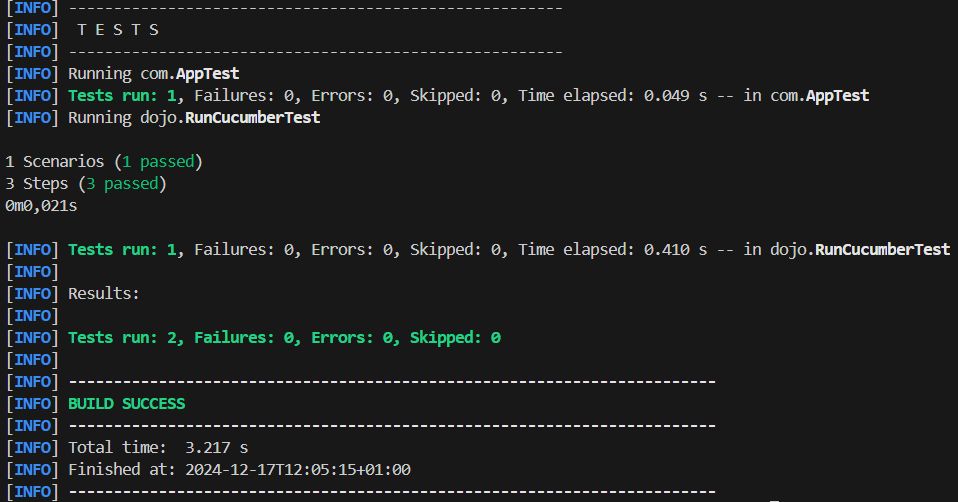 [INFO] -------------------------------------------------------
[INFO]  T E S T S
[INFO] -------------------------------------------------------
[INFO] Running com.AppTest
[INFO] Tests run: 1, Failures: 0, Errors: 0, Skipped: 0, Time elapsed: 0.049 s -- in com.AppTest
[INFO] Running dojo.RunCucumberTest
1 Scenarios (1 passed)
3 Steps (3 passed)
0m0,021s
[INFO] Tests run: 1, Failures: 0, Errors: 0, Skipped: 0, Time elapsed: 0.410 s -- in dojo.RunCucumberTest
[INFO]
[INFO] Results:
[INFO]
[INFO] Tests run: 2, Failures: 0, Errors: 0, Skipped: 0
[INFO]
[INFO] ------------------------------------------------------------------------
[INFO] BUILD SUCCESS
[INFO] ------------------------------------------------------------------------
[INFO] Total time:  3.217 s
[INFO] Finished at: 2024-12-17T12:05:15+01:00
[INFO] ------------------------------------------------------------------------